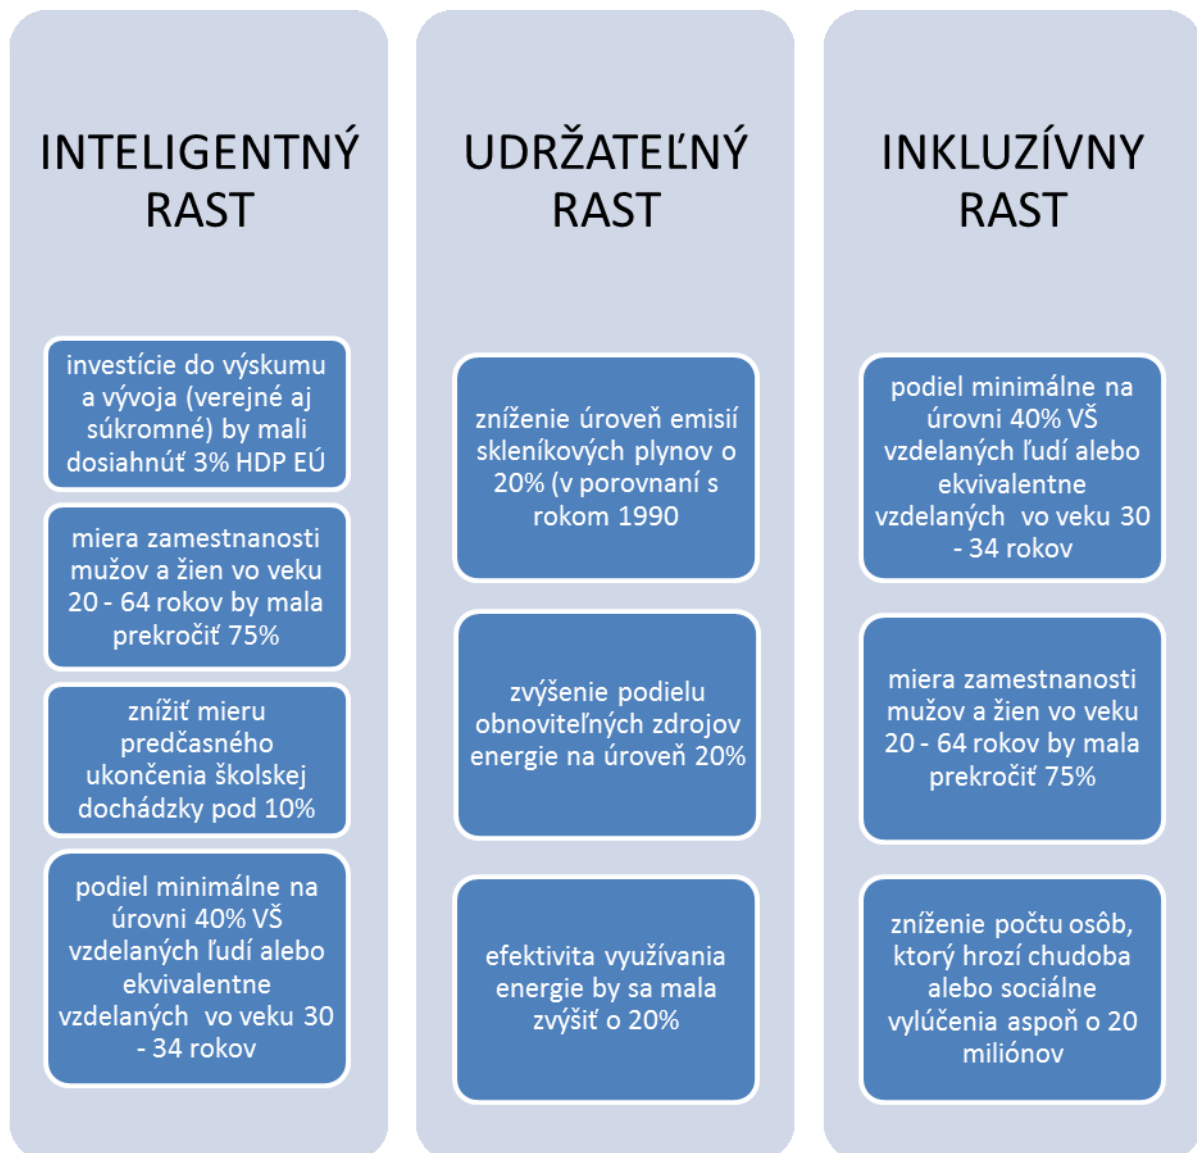 INTELIGENTNÝ
RAST
investície do výskumu
a vývoja (verejné aj
súkromné) by mali
dosiahnúť 3% HDP EÚ
miera zamestnanosti
mužov a žien vo veku
20 - 64 rokov by mala
prekročiť 75%
znížiť mieru
predčasného
ukončenia školskej
dochádzky pod 10%
podiel minimálne na
úrovni 40% VŠ
vzdelaných ľudí alebo
ekvivalentne
vzdelaných vo veku 30
- 34 rokov
UDRŽATEĽNÝ
RAST
zníženie úroveň emisií
skleníkových plynov o
20% (v porovnaní s
rokom 1990
zvýšenie podielu
obnoviteľných zdrojov
energie na úroveň 20%
efektivita využívania
energie by sa mala
zvýšiť o 20%
INKLUZÍVNY
RAST
podiel minimálne na
úrovni 40% VŠ
vzdelaných ľudí alebo
ekvivalentne
vzdelaných vo veku 30
- 34 rokov
miera zamestnanosti
mužov a žien vo veku
20 - 64 rokov by mala
prekročiť 75%
zníženie počtu osôb,
ktorý hrozí chudoba
alebo sociálne
vylúčenia aspoň o 20
miliónov